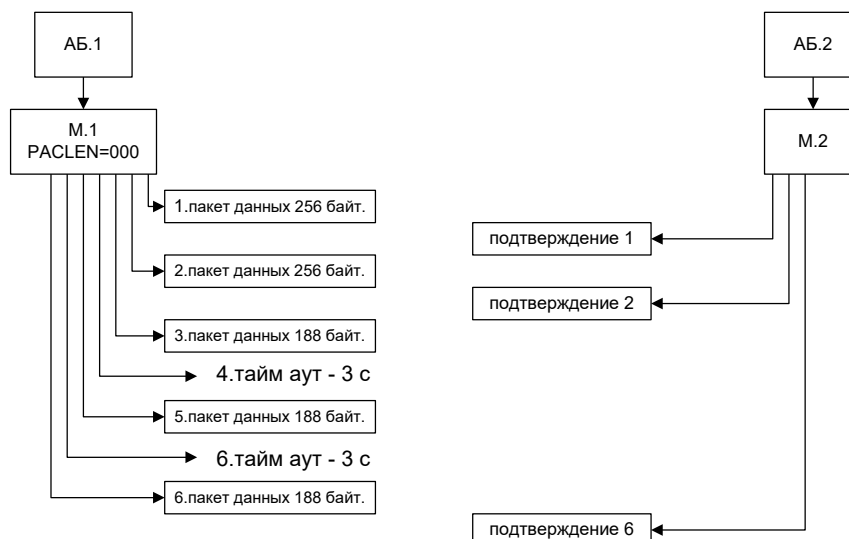 АБ.1
АБ.2
М.1
PACLEN=000
М.2
1.пакет данных 256 байт.
подтверждение 1
2.пакет данных 256 байт.
подтверждение 2
3.пакет данных 188 байт.
4.тайм аут - 3 с
5.пакет данных 188 байт.
6.тайм аут - 3 с
6.пакет данных 188 байт.
подтверждение 6